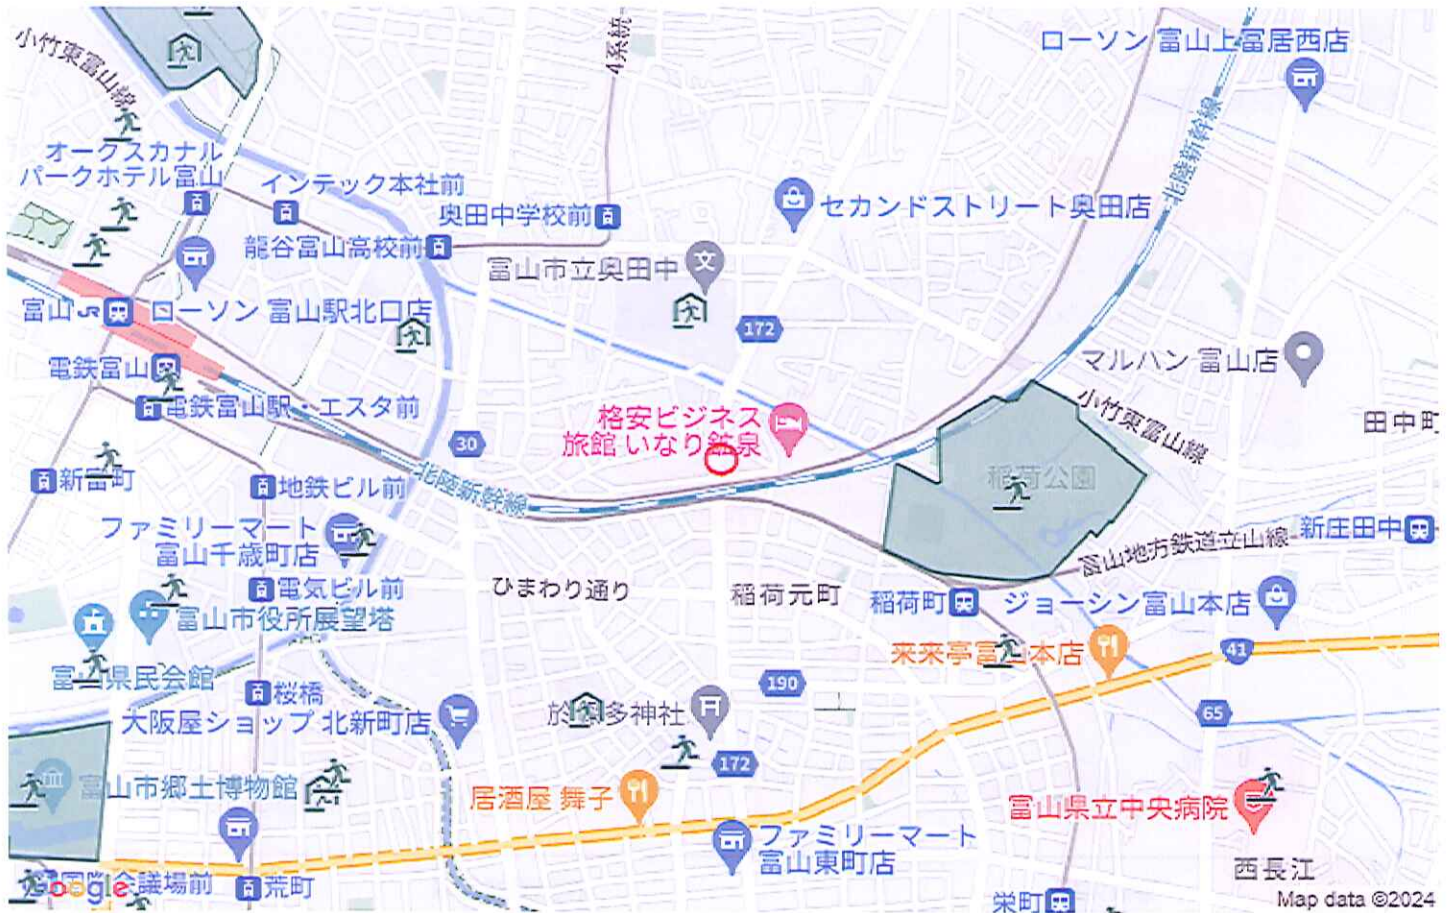 小竹東富山線
4系統
ローソン 富山上冨居西店
北陸新幹線
オークスカナル
パークホテル富山
インテック本社前
奥田中学校前
セカンドストリート奥田店
龍谷富山高校前
富山市立奥田中
富山
ローソン 富山駅北口店
172
マルハン 富山店
電鉄富山
電鉄富山駅・エスタ前
格安ビジネス
旅館 いなり鉱泉
小竹東富山線
田中町
30
新富町
地鉄ビル前
北陸新幹線
稲荷公園
ファミリーマート
富山千歳町店
富山地方鉄道立山線
新庄田中
電気ビル前
ひまわり通り
稲荷元町
稲荷町
ジョーシン富山本店
富山市役所展望塔
来来亭富山本店
41
富山県民会館
桜橋
190
65
大阪屋ショップ 北新町店
多神社
172
富山市郷土博物館
居酒屋 舞子
富山県立中央病院
ファミリーマート
富山東町店
西長江
Google
会議場前
荒町
栄町
Map data ©2024